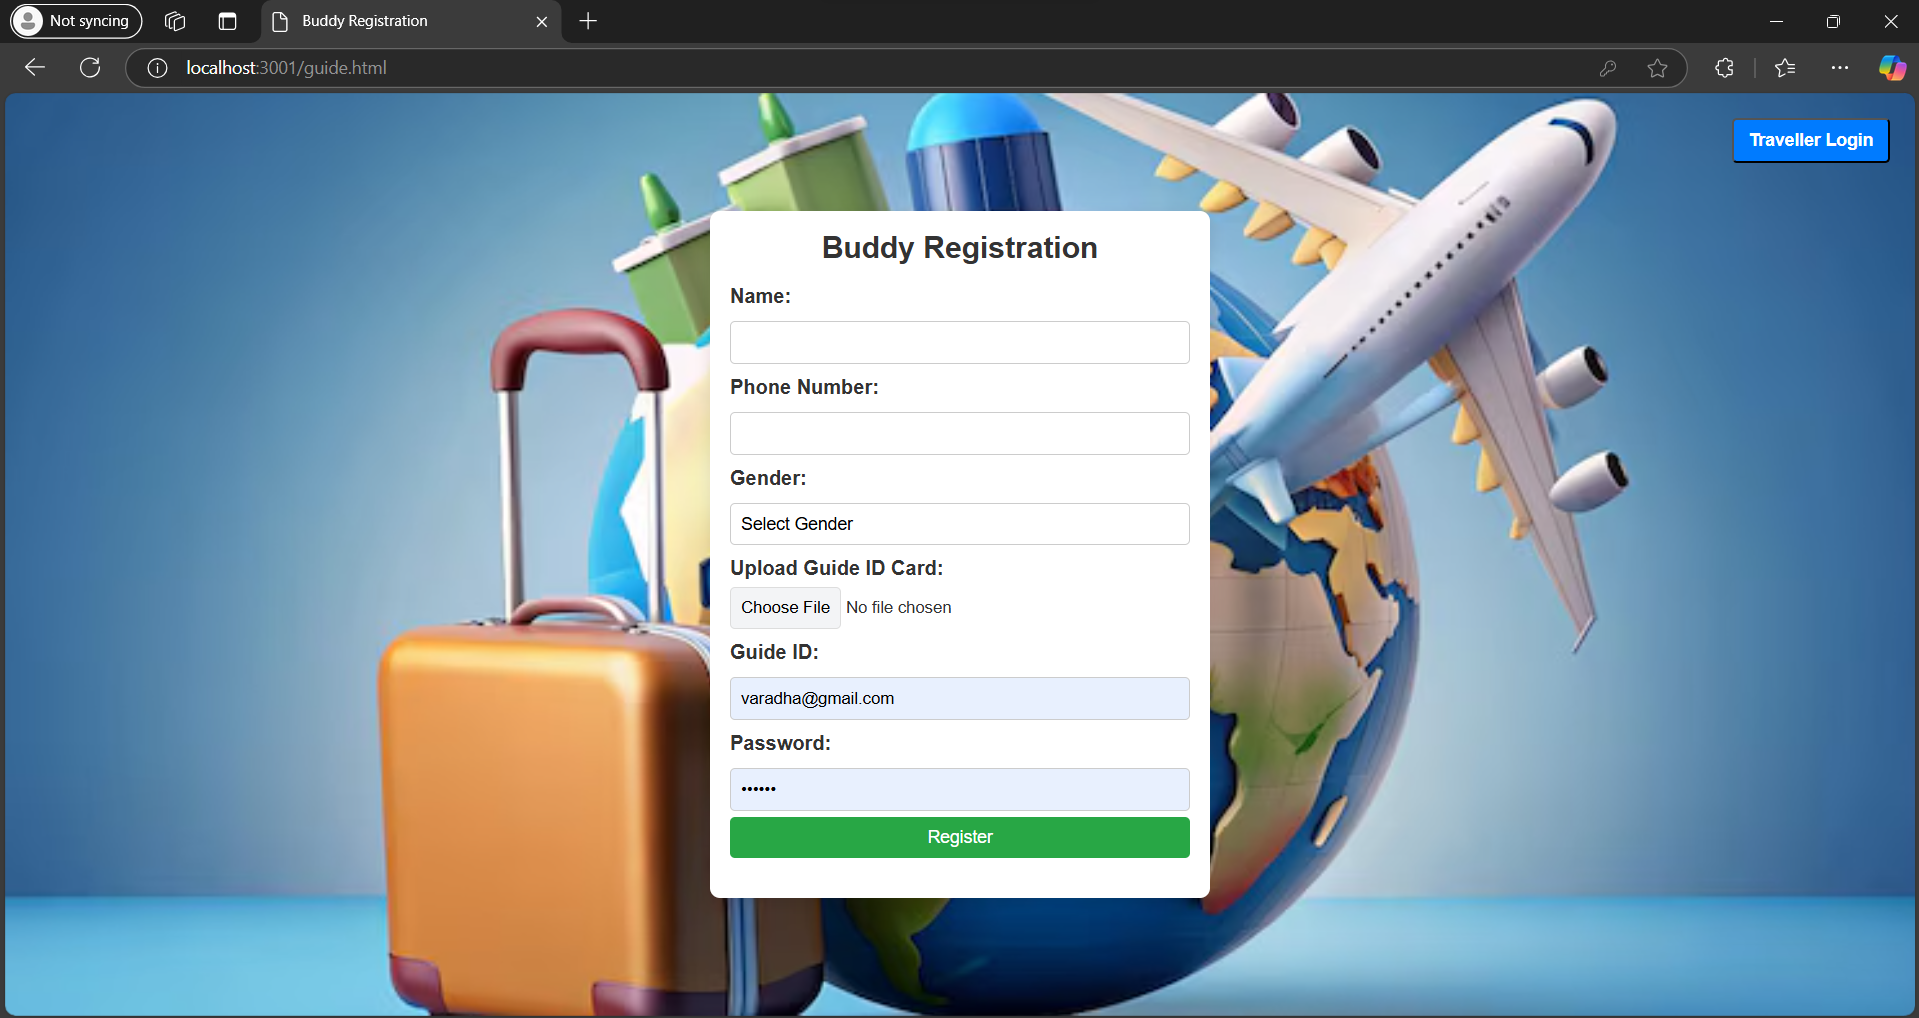 Not syncing
Buddy Registration
localhost:3001/guide.html
Traveller Login
Buddy Registration
Name:
Phone Number:
Gender:
Select Gender
Upload Guide ID Card:
Choose File No file chosen
Guide ID:
varadha@gmail.com
Password:
••••••
Register